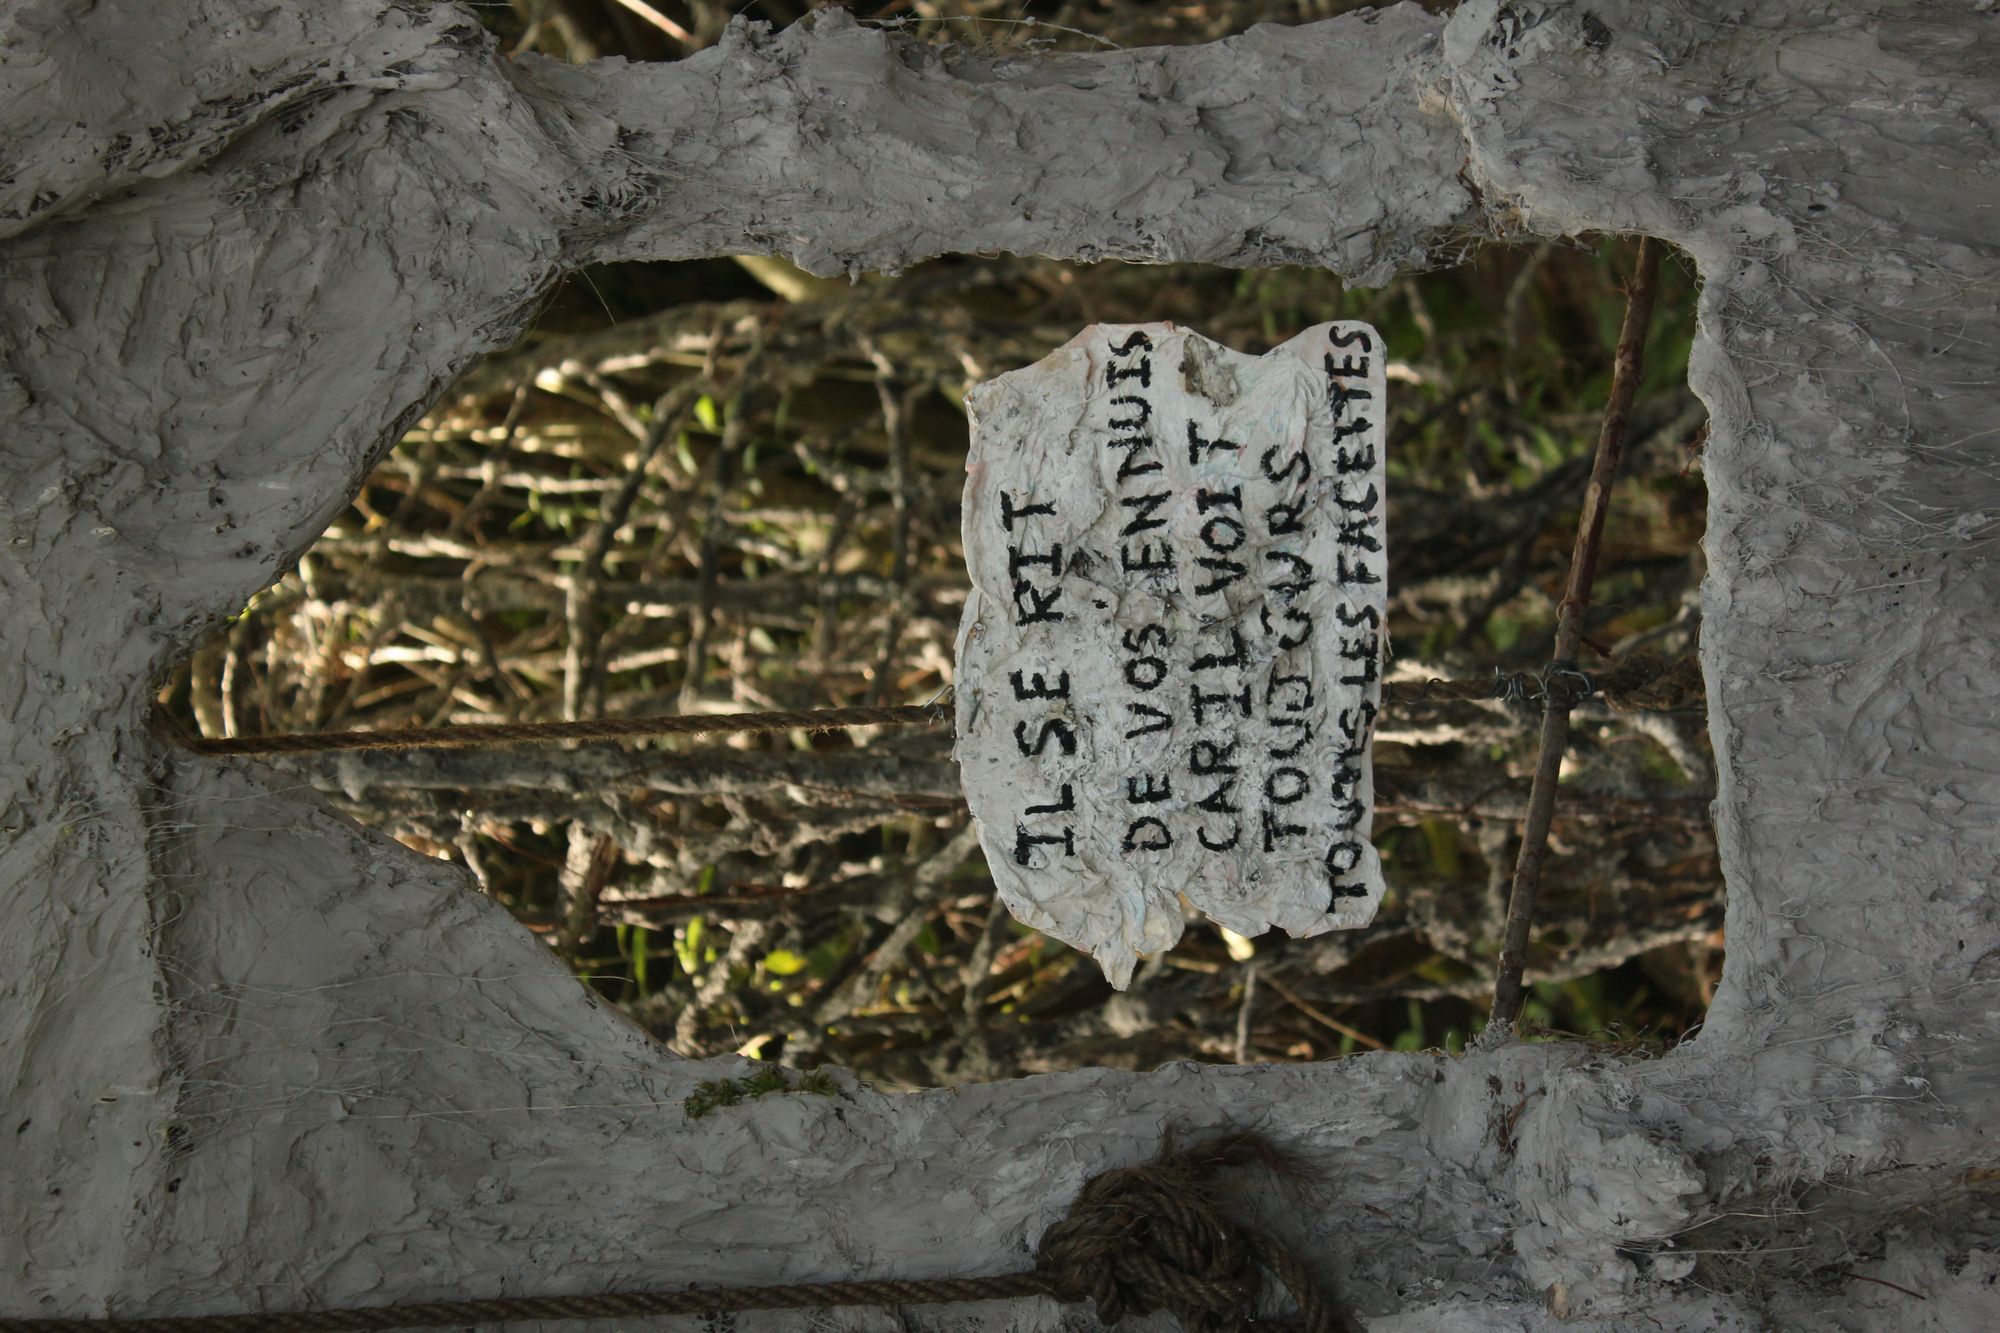 IL SE RIT
DE VOS ENNUIS
CAR IL VOIT
TOUJOURS
TOUTES LES FACETTES